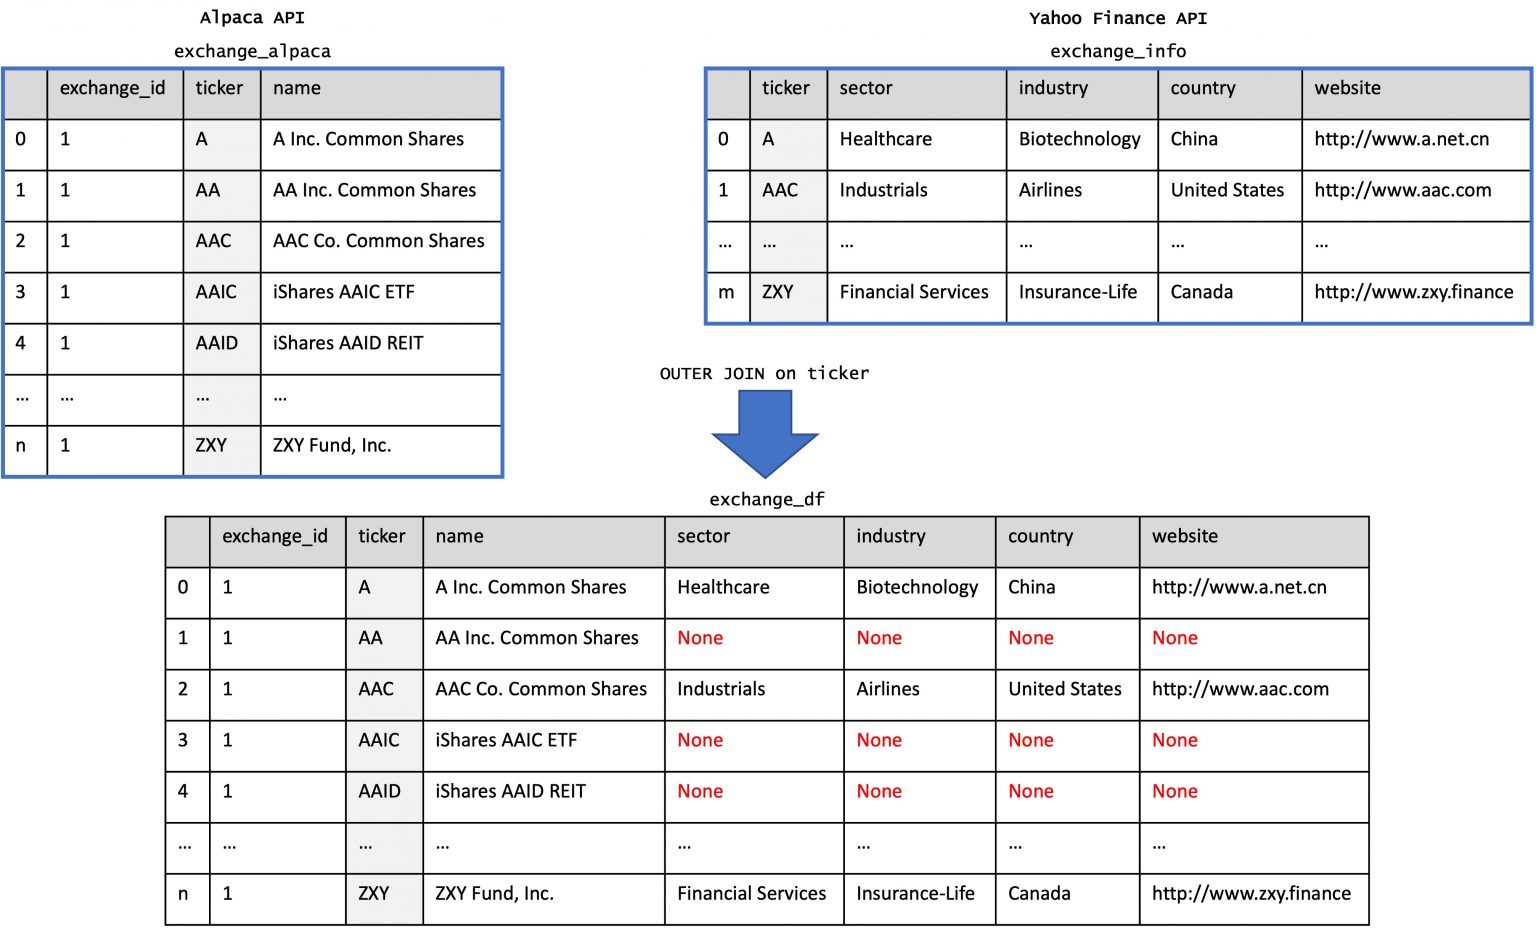 Alpaca API
exchange_alpaca
exchange_id ticker name
0 1 A A Inc. Common Shares
1 1 AA AA Inc. Common Shares
2 1 AAC AAC Co. Common Shares
3 1 AAIC iShares AAIC ETF
4 1 AAID iShares AAID REIT
... ... ... ...
n 1 ZXY ZXY Fund, Inc.
Yahoo Finance API
exchange_info
ticker sector industry country website
0 A Healthcare Biotechnology China http://www.a.net.cn
1 AAC Industrials Airlines United States http://www.aac.com
... ... ... ... ... ...
m ZXY Financial Services Insurance-Life Canada http://www.zxy.finance
OUTER JOIN on ticker
exchange_df
exchange_id ticker name sector industry country website
0 1 A A Inc. Common Shares Healthcare Biotechnology China http://www.a.net.cn
1 1 AA AA Inc. Common Shares None None None None
2 1 AAC AAC Co. Common Shares Industrials Airlines United States http://www.aac.com
3 1 AAIC iShares AAIC ETF None None None None
4 1 AAID iShares AAID REIT None None None None
... ... ... ... ... ... ... ...
n 1 ZXY ZXY Fund, Inc. Financial Services Insurance-Life Canada http://www.zxy.finance